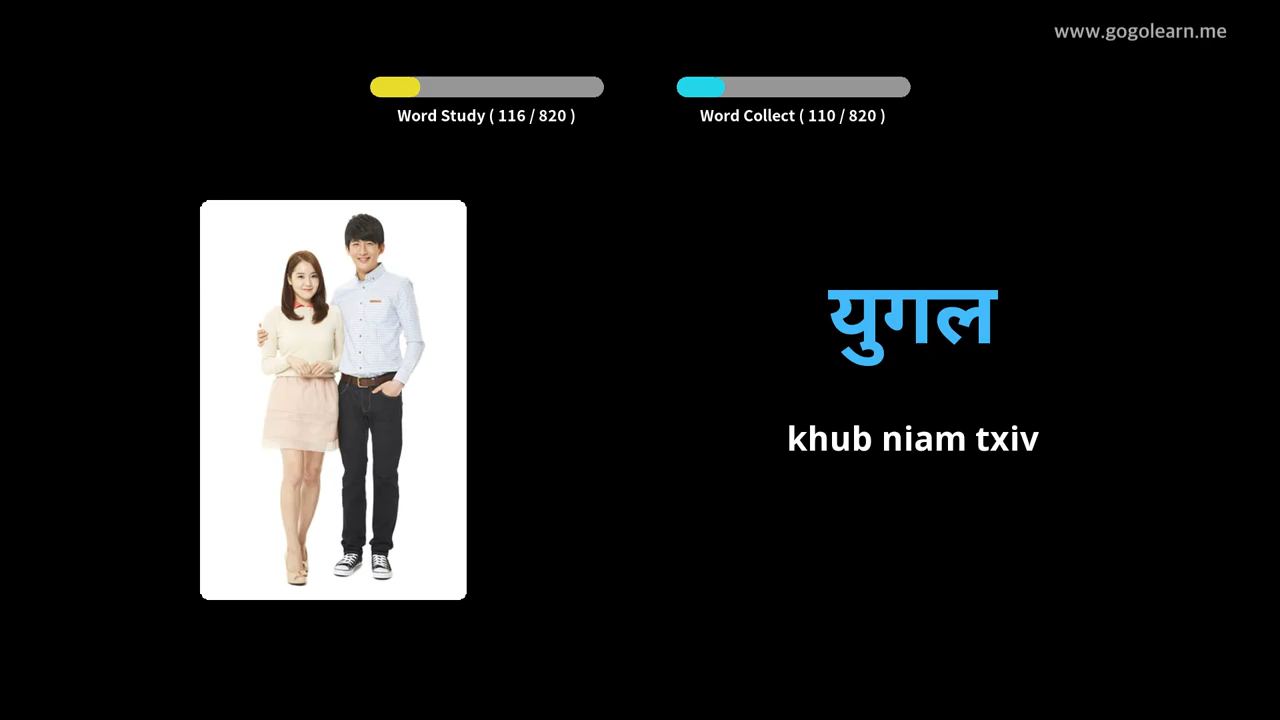 www.gogolearn.me
Word Study ( 116 / 820 )
Word Collect ( 110 / 820 )
युगल
khub niam txiv